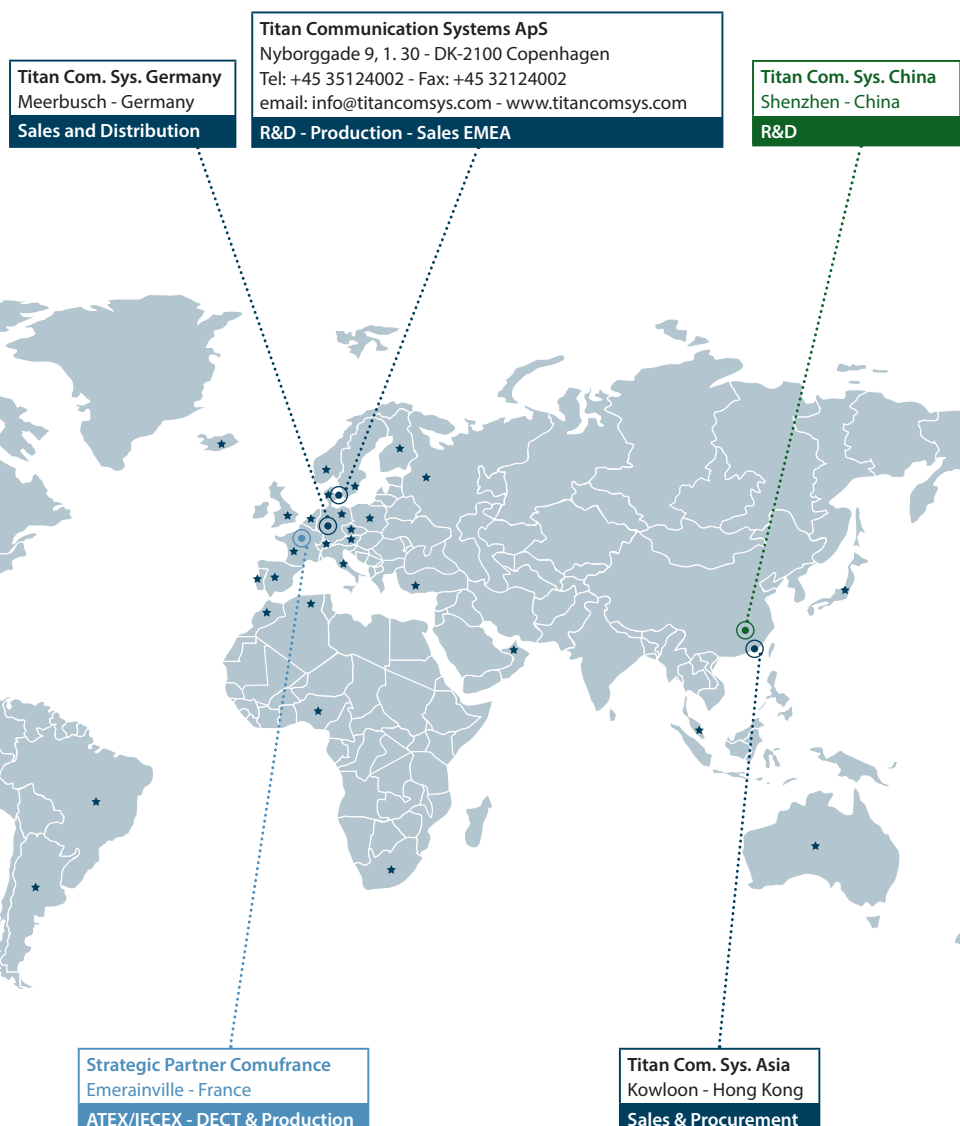 Titan Communication Systems ApS
Nyborggade 9, 1. 30 - DK-2100 Copenhagen
Tel: +45 35124002 - Fax: +45 32124002
email: info@titancomsys.com - www.titancomsys.com
R&D - Production - Sales EMEA
Titan Com. Sys. Germany
Meerbusch - Germany
Sales and Distribution
Titan Com. Sys. China
Shenzhen - China
R&D
Strategic Partner Comufrance
Emerainville - France
ATEX/IECEX - DECT & Production
Titan Com. Sys. Asia
Kowloon - Hong Kong
Sales & Procurement